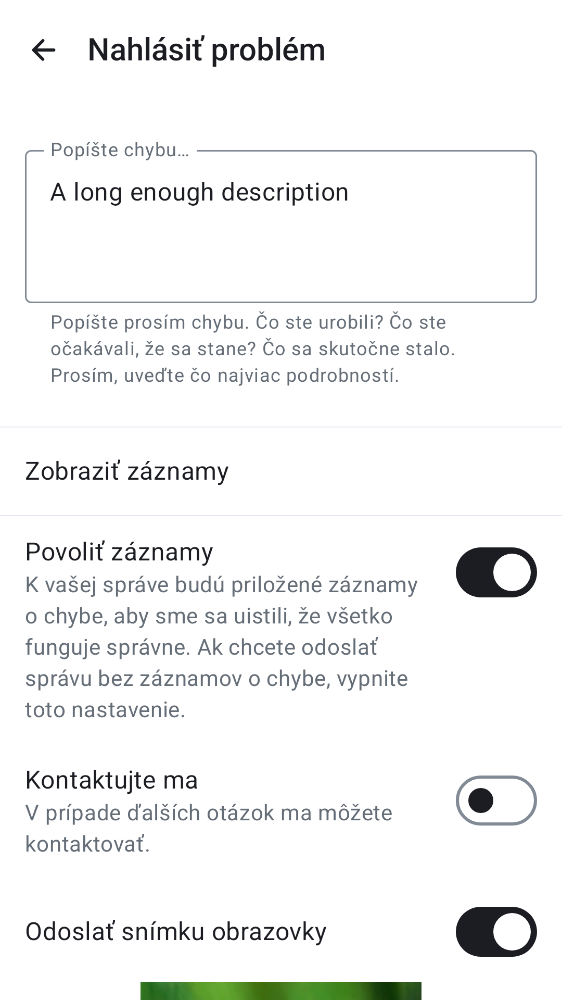 Nahlásiť problém
Popíšte chybu…
A long enough description
Popíšte prosím chybu. Čo ste urobili? Čo ste
očakávali, že sa stane? Čo sa skutočne stalo.
Prosím, uveďte čo najviac podrobností.
Zobraziť záznamy
Povoliť záznamy
K vašej správe budú priložené záznamy
o chybe, aby sme sa uistili, že všetko
funguje správne. Ak chcete odoslať
správu bez záznamov o chybe, vypnite
toto nastavenie.
Kontaktujte ma
V prípade ďalších otázok ma môžete
kontaktovať.
Odoslať snímku obrazovky